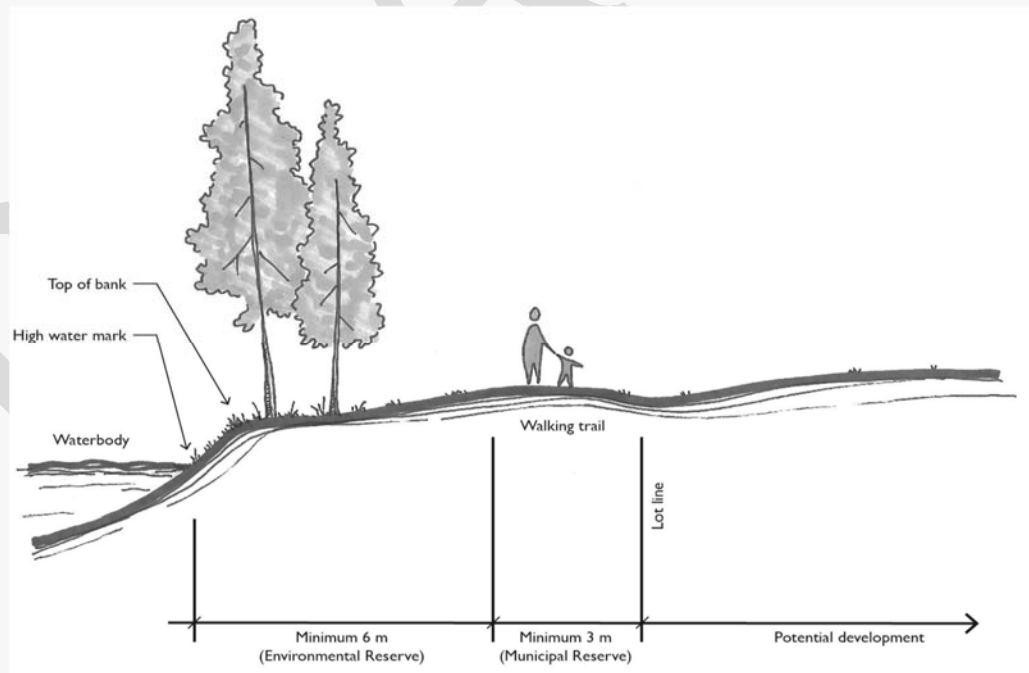 Top of bank
High water mark
Waterbody
Walking trail
Lot line
Minimum 6 m
(Environmental Reserve)
Minimum 3 m
(Municipal Reserve)
Potential development